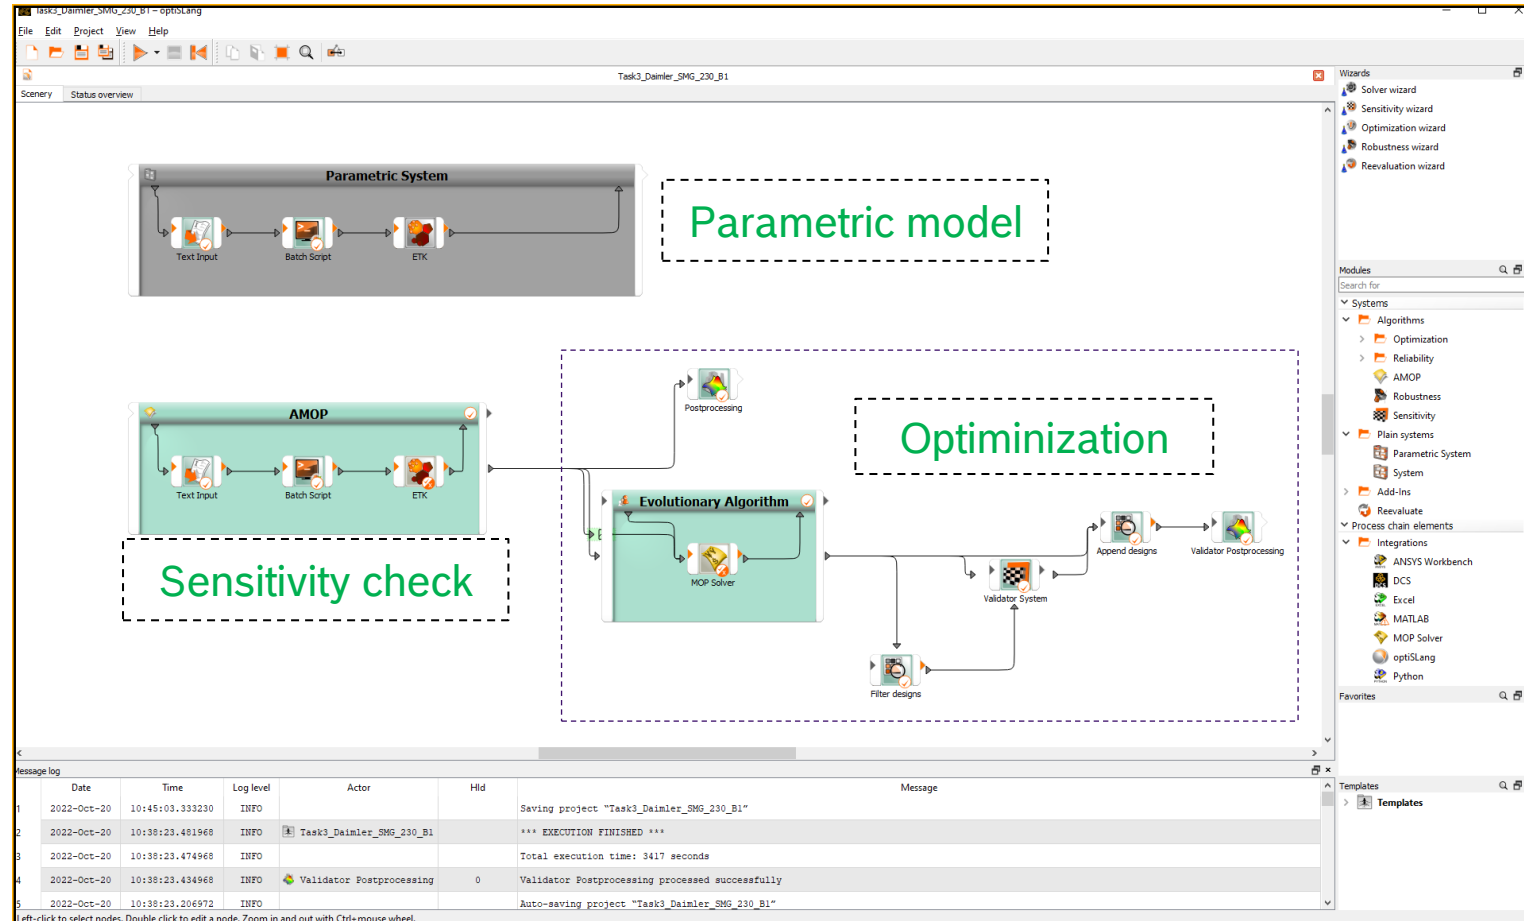 Task3_Daimler_SMG_230_B1 – optiSLang
File Edit Project View Help
Task3_Daimler_SMG_230_B1
Scenery Status overview
Parametric System
Text Input Batch Script ETK
Parametric model
Postprocessing
AMOP
Text Input Batch Script ETK
Optiminization
Sensitivity check
Evolutionary Algorithm
MOP Solver
Append designs Validator Postprocessing
Validator System
Filter designs
Wizards
Solver wizard
Sensitivity wizard
Optimization wizard
Robustness wizard
Reevaluation wizard
Modules
Search for
Systems
Algorithms
Optimization
Reliability
AMOP
Robustness
Sensitivity
Plain systems
Parametric System
System
Add-Ins
Reevaluate
Process chain elements
Integrations
ANSYS Workbench
DCS
Excel
MATLAB
MOP Solver
optiSLang
Python
Favorites
Templates
Templates
Message log
Date Time Log level Actor HId Message
1 2022-Oct-20 10:45:03.333230 INFO Saving project "Task3_Daimler_SMG_230_B1"
2 2022-Oct-20 10:38:23.481968 INFO Task3_Daimler_SMG_230_B1 *** EXECUTION FINISHED ***
3 2022-Oct-20 10:38:23.474968 INFO Total execution time: 3417 seconds
4 2022-Oct-20 10:38:23.434968 INFO Validator Postprocessing 0 Validator Postprocessing processed successfully
5 2022-Oct-20 10:38:23.206972 INFO Auto-saving project "Task3_Daimler_SMG_230_B1"
Left-click to select nodes. Double click to edit a node. Zoom in and out with Ctrl+mouse wheel.